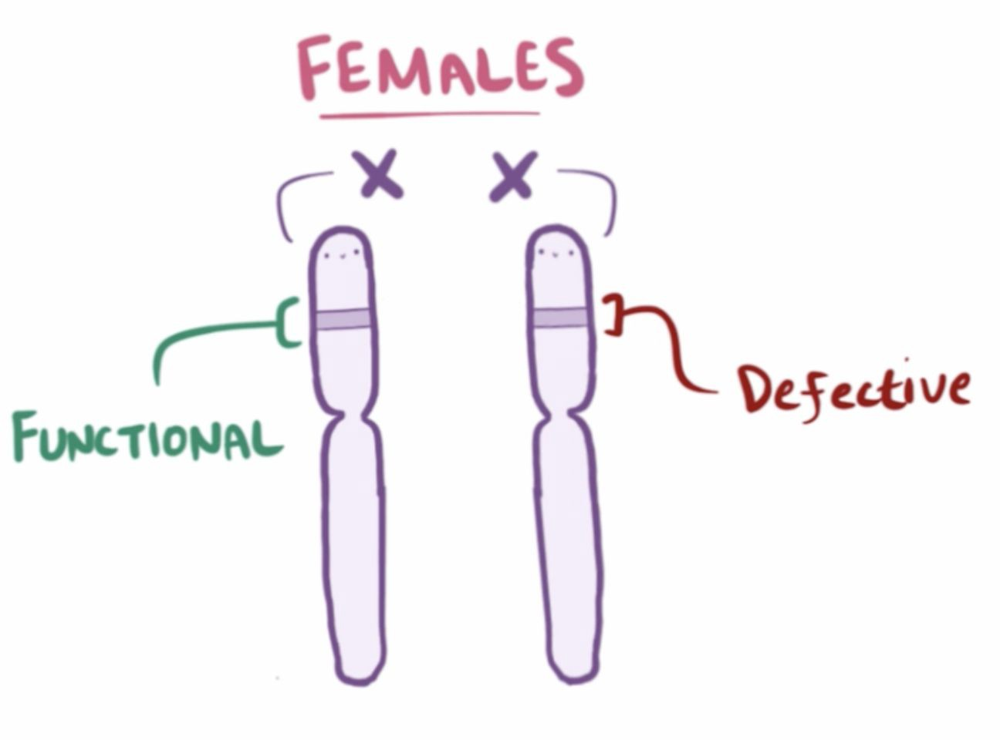 FEMALES
X X
FUNCTIONAL
Defective